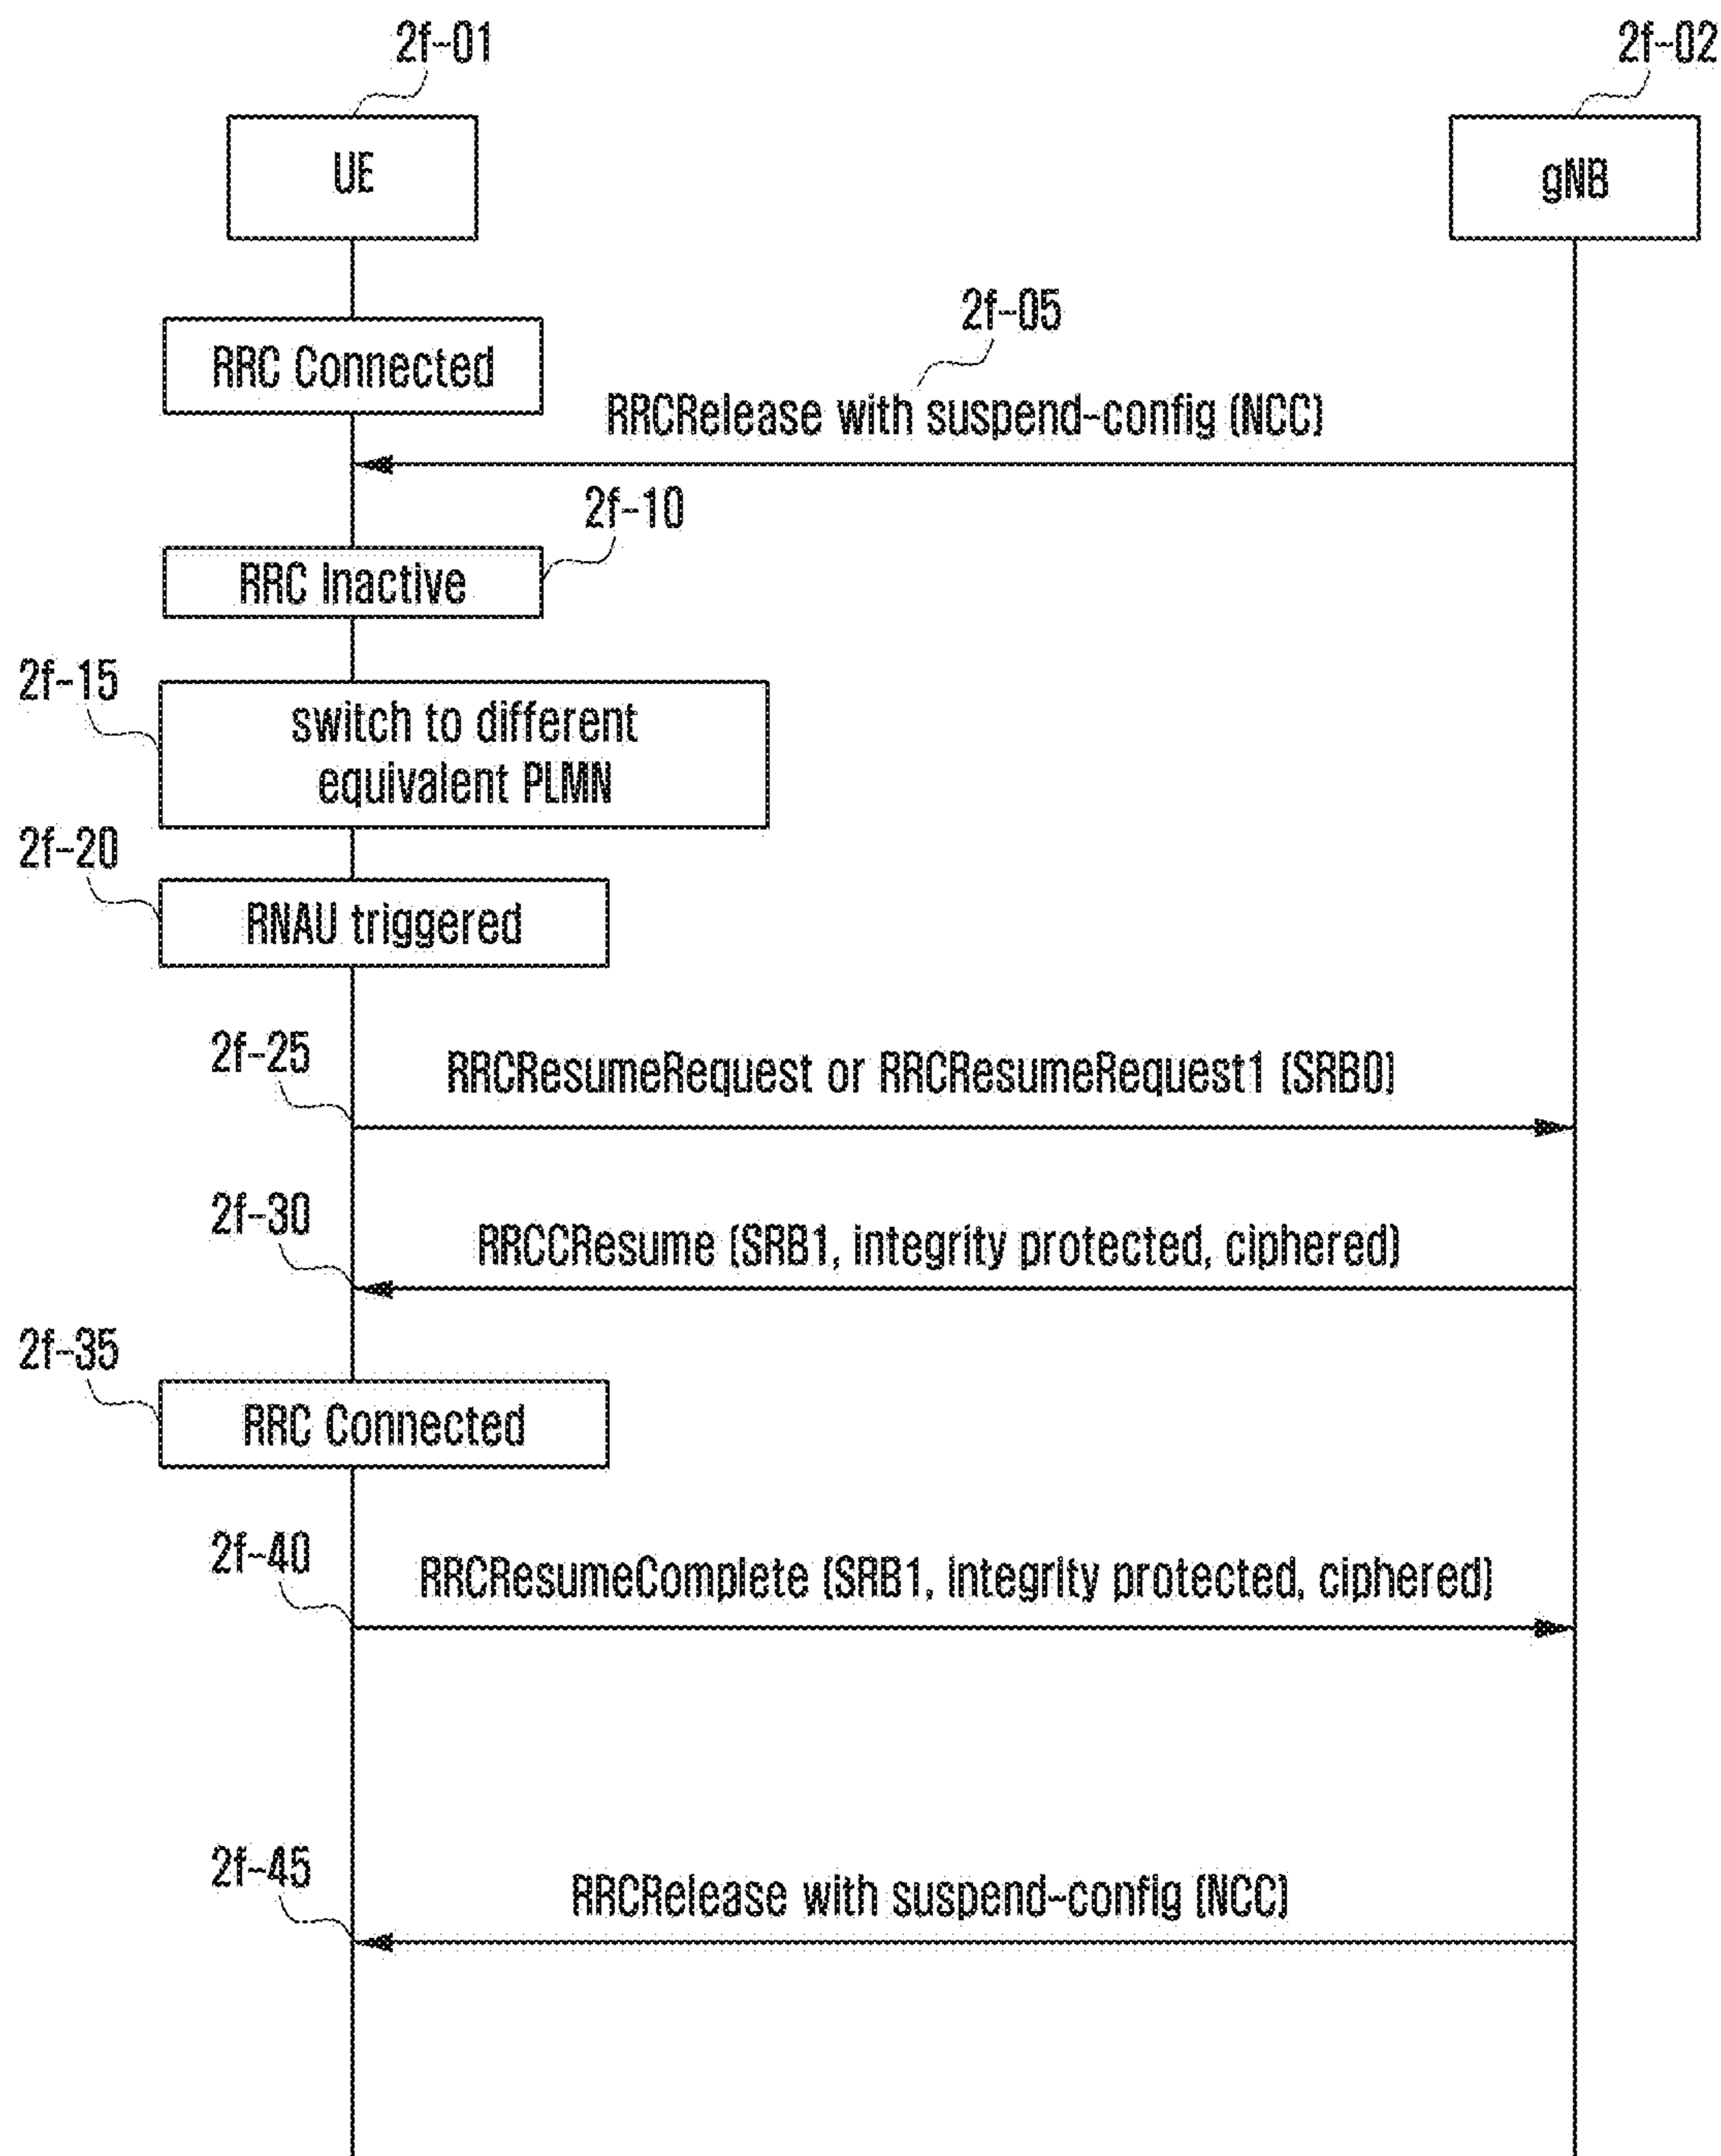 2f-01
2f-02
UE
gNB
RRC Connected
2f-05
RRCRelease with suspend-config (NCC)
2f-10
RRC Inactive
2f-15
switch to different
equivalent PLMN
2f-20
RNAU triggered
2f-25
RRCResumeRequest or RRCResumeRequest1 (SRB0)
2f-30
RRCCResume (SRB1, integrity protected, ciphered)
2f-35
RRC Connected
2f-40
RRCResumeComplete (SRB1, integrity protected, ciphered)
2f-45
RRCRelease with suspend-config (NCC)